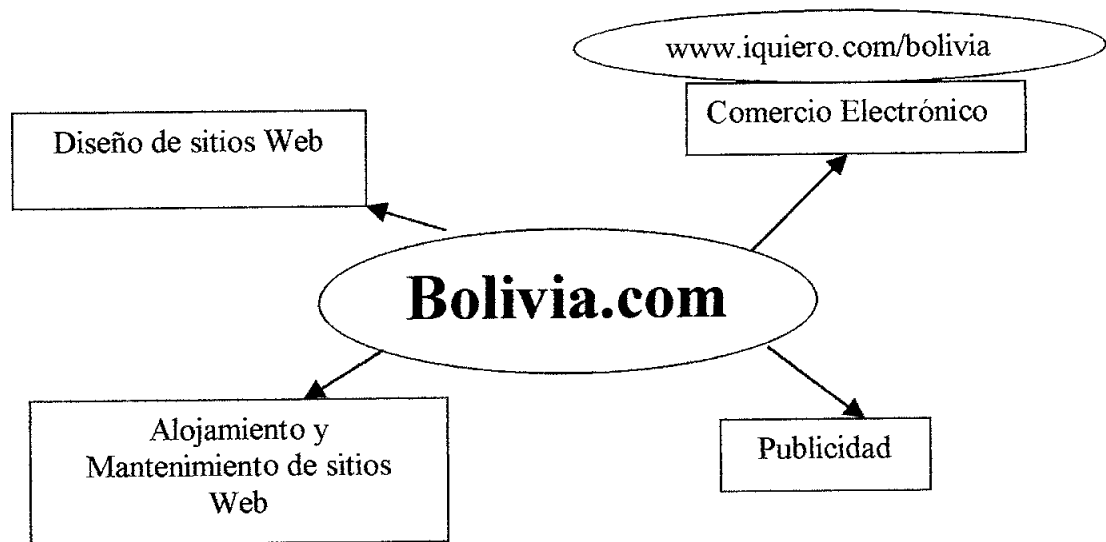 www.iquiero.com/bolivia
Comercio Electrónico
Diseño de sitios Web
Bolivia.com
Alojamiento y
Mantenimiento de sitios
Web
Publicidad